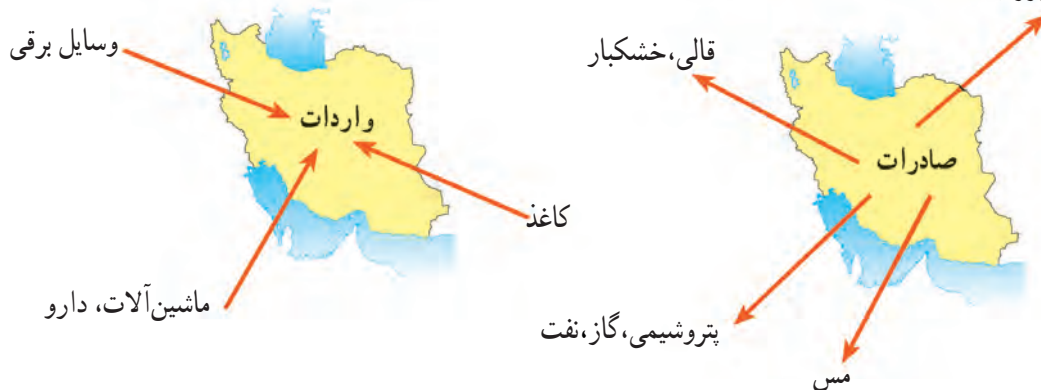 قالی،خشکبار
صادرات
پتروشیمی،گاز،نفت
مس
وسایل برقی
واردات
کاغذ
ماشین‌آلات، دارو